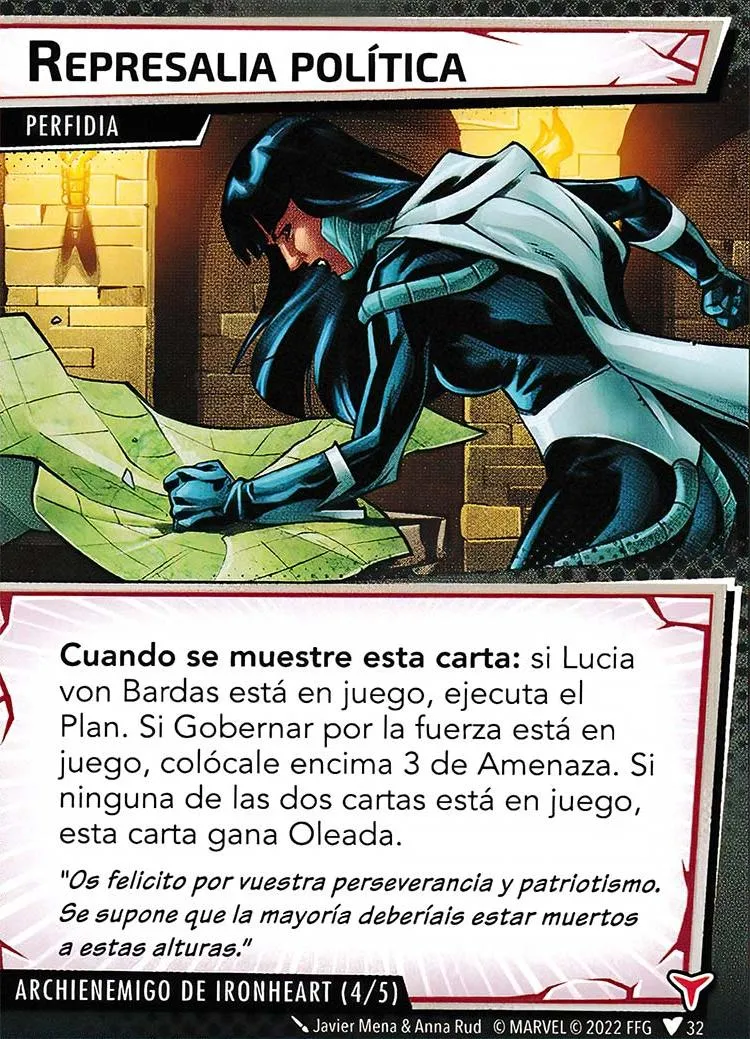 REPRESALIA POLÍTICA
PERFIDIA
Cuando se muestre esta carta: si Lucia
von Bardas está en juego, ejecuta el
Plan. Si Gobernar por la fuerza está en
juego, colócale encima 3 de Amenaza. Si
ninguna de las dos cartas está en juego,
esta carta gana Oleada.
"Os felicito por vuestra perseverancia y patriotismo.
Se supone que la mayoría deberíais estar muertos
a estas alturas."
ARCHIENEMIGO DE IRONHEART (4/5)
Javier Mena & Anna Rud © MARVEL © 2022 FFG 32